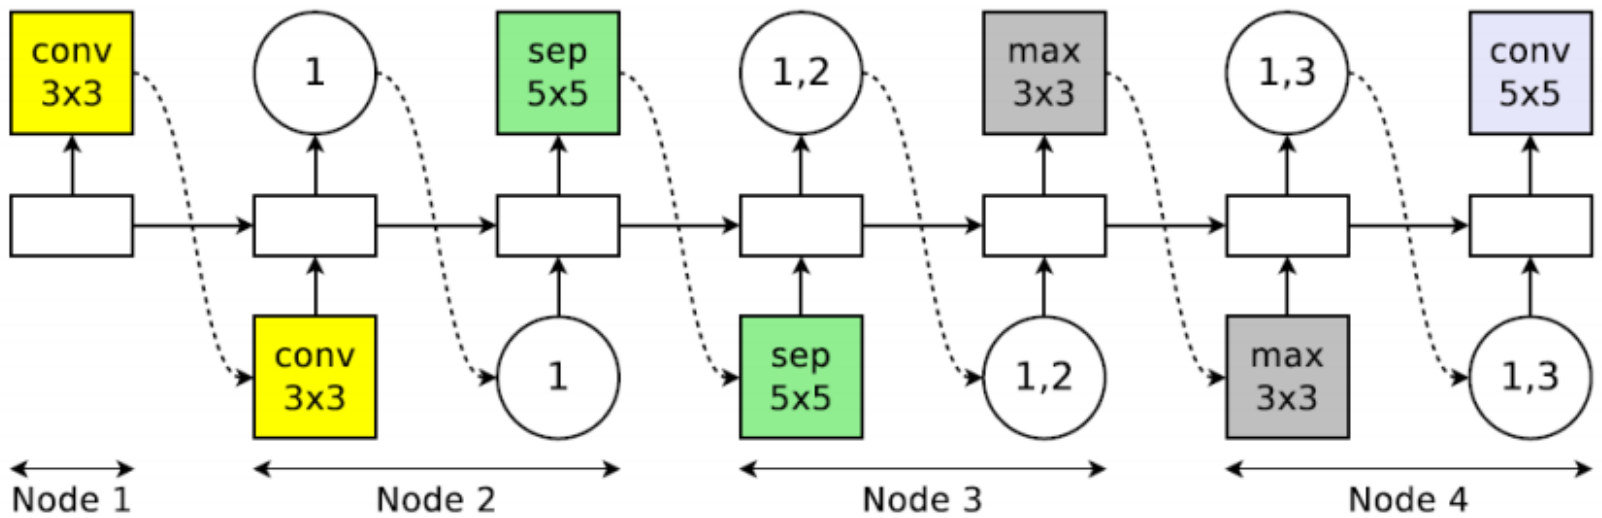 conv
3x3
1
sep
5x5
1,2
max
3x3
1,3
conv
5x5
conv
3x3
1
sep
5x5
1,2
max
3x3
1,3
Node 1
Node 2
Node 3
Node 4